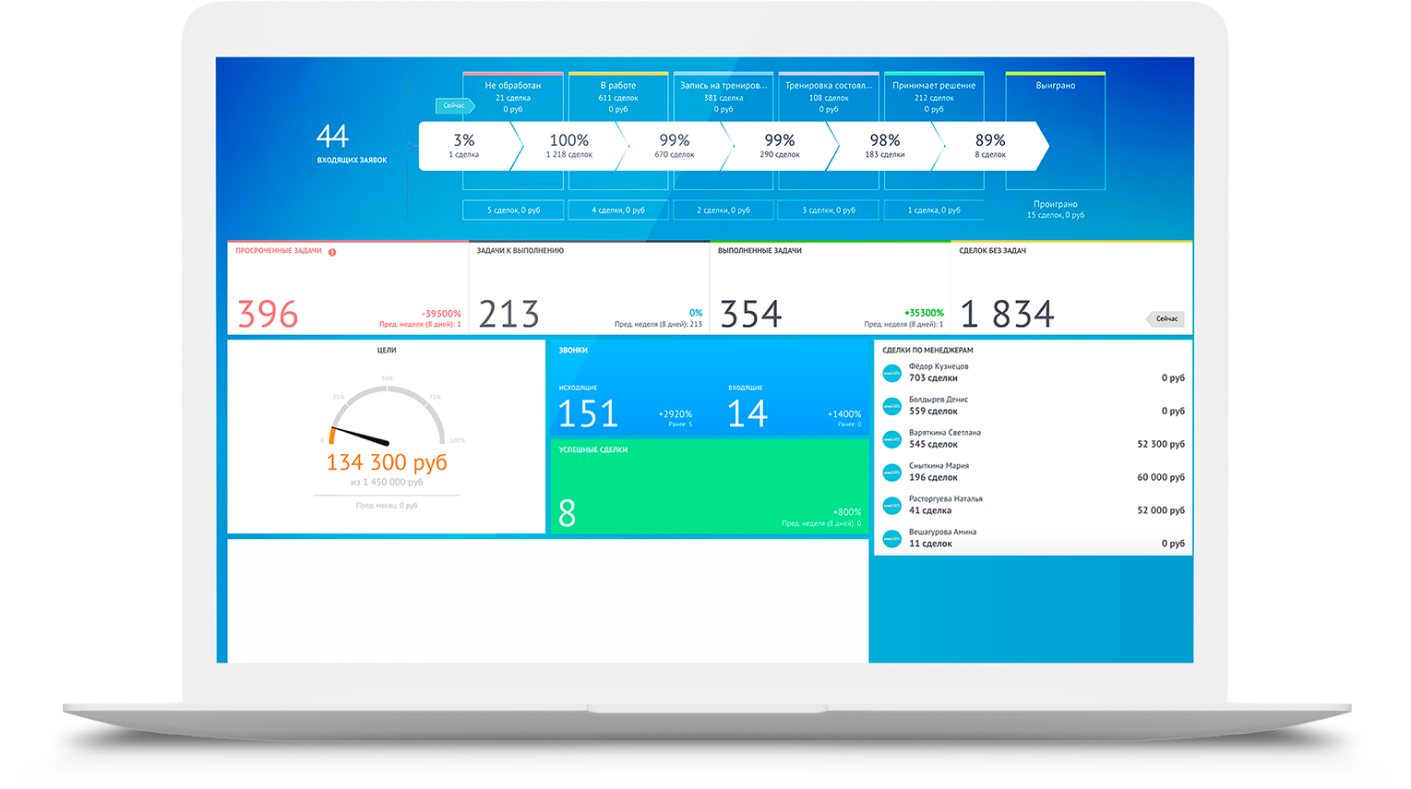 Не обработан
21 сделка
0 руб
В работе
611 сделок
0 руб
Запись на трениров...
381 сделка
0 руб
Тренировка состоял...
108 сделок
0 руб
Принимает решение
212 сделок
0 руб
Выиграно
Сейчас
44
ВХОДЯЩИХ ЗАЯВОК
3%
1 сделка
100%
1 218 сделок
99%
670 сделок
99%
290 сделок
98%
183 сделки
89%
8 сделок
5 сделок, 0 руб
4 сделки, 0 руб
2 сделки, 0 руб
3 сделки, 0 руб
1 сделка, 0 руб
Проиграно
15 сделок, 0 руб
ПРОСРОЧЕННЫЕ ЗАДАЧИ
396
-39500%
Пред. неделя (8 дней): 1
ЗАДАЧИ К ВЫПОЛНЕНИЮ
213
0%
Пред. неделя (8 дней): 213
ВЫПОЛНЕННЫЕ ЗАДАЧИ
354
+35300%
Пред. неделя (8 дней): 1
СДЕЛОК БЕЗ ЗАДАЧ
1 834
Сейчас
ЦЕЛИ
0
25%
50%
75%
100%
134 300 руб
из 1 450 000 руб
Пред. месяц: 0 руб
ЗВОНКИ
ИСХОДЯЩИЕ
151
+2920%
Ранее: 5
ВХОДЯЩИЕ
14
+1400%
Ранее: 0
УСПЕШНЫЕ СДЕЛКИ
8
+800%
Пред. неделя (8 дней): 0
СДЕЛКИ ПО МЕНЕДЖЕРАМ
Фёдор Кузнецов
703 сделки 0 руб
Болдырев Денис
559 сделок 0 руб
Варяткина Светлана
545 сделок 52 300 руб
Сныткина Мария
196 сделок 60 000 руб
Расторгуева Наталья
41 сделка 52 000 руб
Вешагурова Амина
11 сделок 0 руб